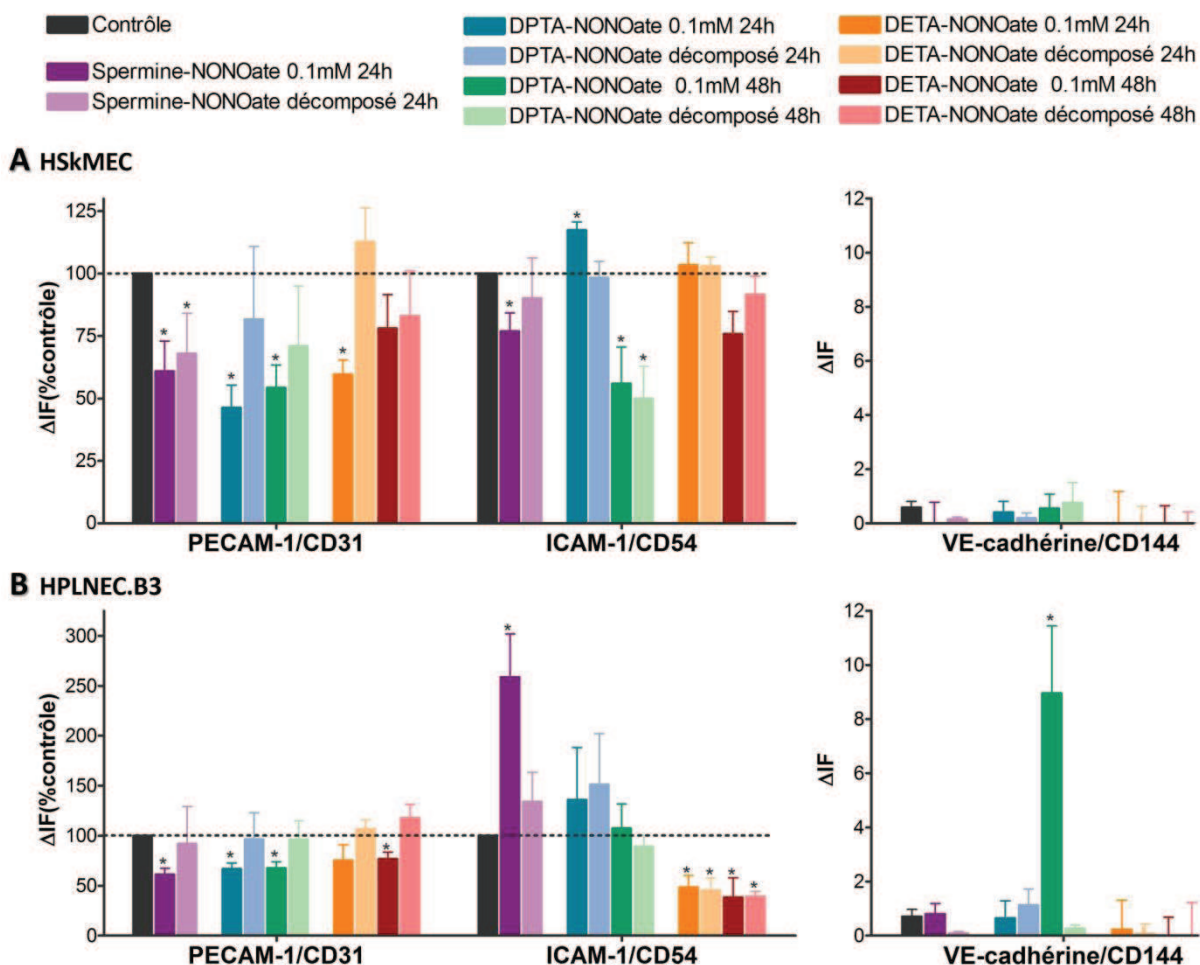 Contrôle
Spermine-NONOate 0.1mM 24h
Spermine-NONOate décomposé 24h
DPTA-NONOate 0.1mM 24h
DPTA-NONOate décomposé 24h
DPTA-NONOate 0.1mM 48h
DPTA-NONOate décomposé 48h
DETA-NONOate 0.1mM 24h
DETA-NONOate décomposé 24h
DETA-NONOate 0.1mM 48h
DETA-NONOate décomposé 48h
A HSkMEC
ΔIF(%contrôle)
125
100
75
50
25
0
* * * * * * * * *
PECAM-1/CD31
ICAM-1/CD54
ΔIF
12
10
8
6
4
2
0
VE-cadhérine/CD144
B HPLNEC.B3
ΔIF(%contrôle)
300
250
200
150
100
50
0
* * * * * * * * *
PECAM-1/CD31
ICAM-1/CD54
ΔIF
12
10
8
6
4
2
0
*
VE-cadhérine/CD144